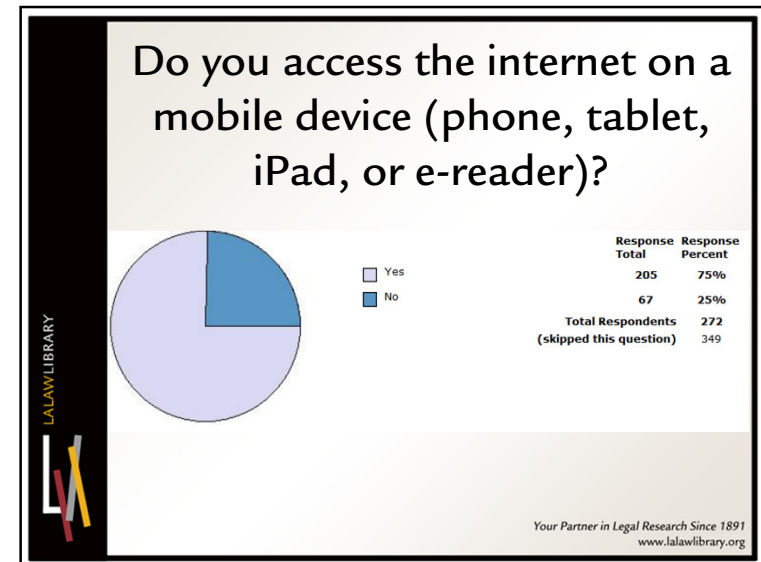 Do you access the internet on a
mobile device (phone, tablet,
iPad, or e-reader)?
Yes
No
Response Response
Total Percent
205 75%
67 25%
Total Respondents 272
(skipped this question) 349
LALAWLIBRARY
Your Partner in Legal Research Since 1891
www.lalawlibrary.org